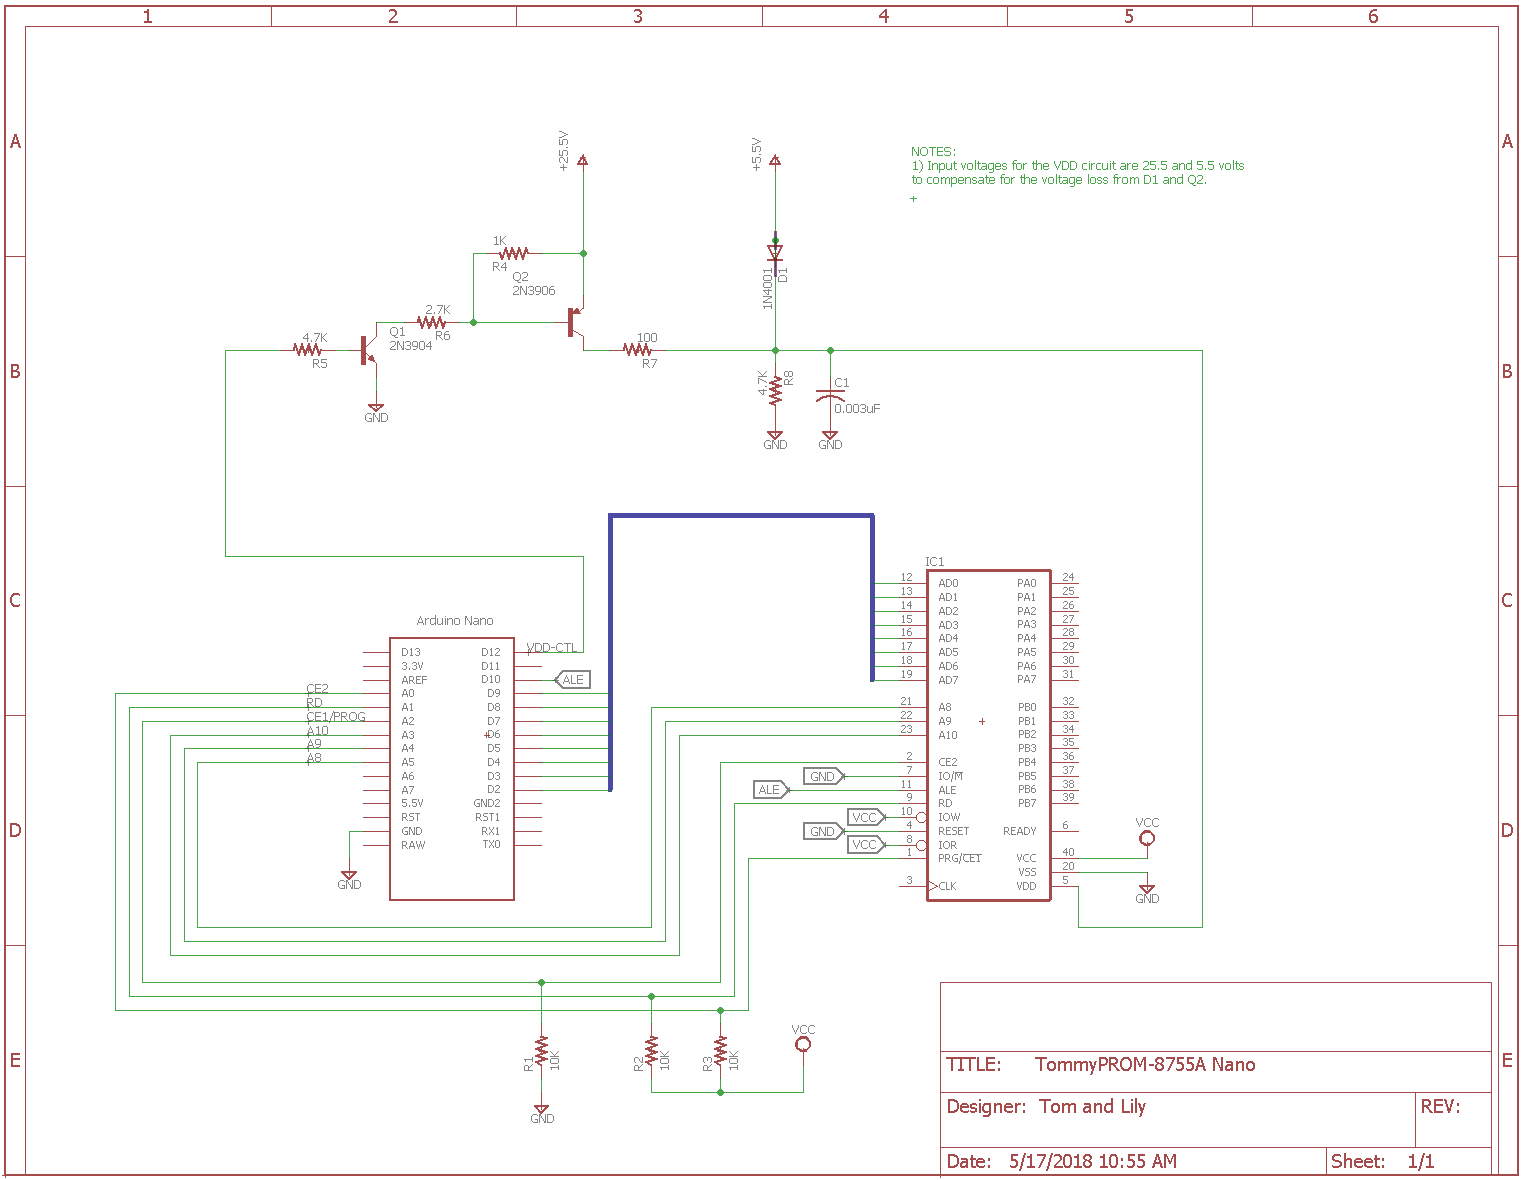 1 2 3 4 5 6
A A
B B
C C
D D
E E
+25.5V
+5.5V
NOTES:
1) Input voltages for the VDD circuit are 25.5 and 5.5 volts
to compensate for the voltage loss from D1 and Q2.
1K
R4
Q2
2N3906
1N4001
D1
2.7K
R6
4.7K
R5
Q1
2N3904
GND
100
R7
4.7K
R8
C1
0.003uF
GND
GND
Arduino Nano
D13 D12 VDD-CTL
3.3V D11
AREF D10 ALE
CE2 A0 D9
RD A1 D8
CE1/PROG A2 D7
A10 A3 D6
A9 A4 D5
A8 A5 D4
A6 D3
A7 D2
5.5V GND2
RST RST1
GND RX1
RAW TX0
GND
IC1
12 AD0 PA0 24
13 AD1 PA1 25
14 AD2 PA2 26
15 AD3 PA3 27
16 AD4 PA4 28
17 AD5 PA5 29
18 AD6 PA6 30
19 AD7 PA7 31
21 A8 PB0 32
22 A9 PB1 33
23 A10 PB2 34
PB3 35
2 CE2 PB4 36
GND 7 IO/M PB5 37
ALE 11 ALE PB6 38
9 RD PB7 39
VCC 10 IOW
GND 4 RESET READY 6
VCC 8 IOR
1 PRG/CET VCC 40
VSS 20
3 CLK VDD 5
VCC
GND
R1
10K
GND
R2
10K
R3
10K
VCC
TITLE: TommyPROM-8755A Nano
Designer: Tom and Lily REV:
Date: 5/17/2018 10:55 AM Sheet: 1/1